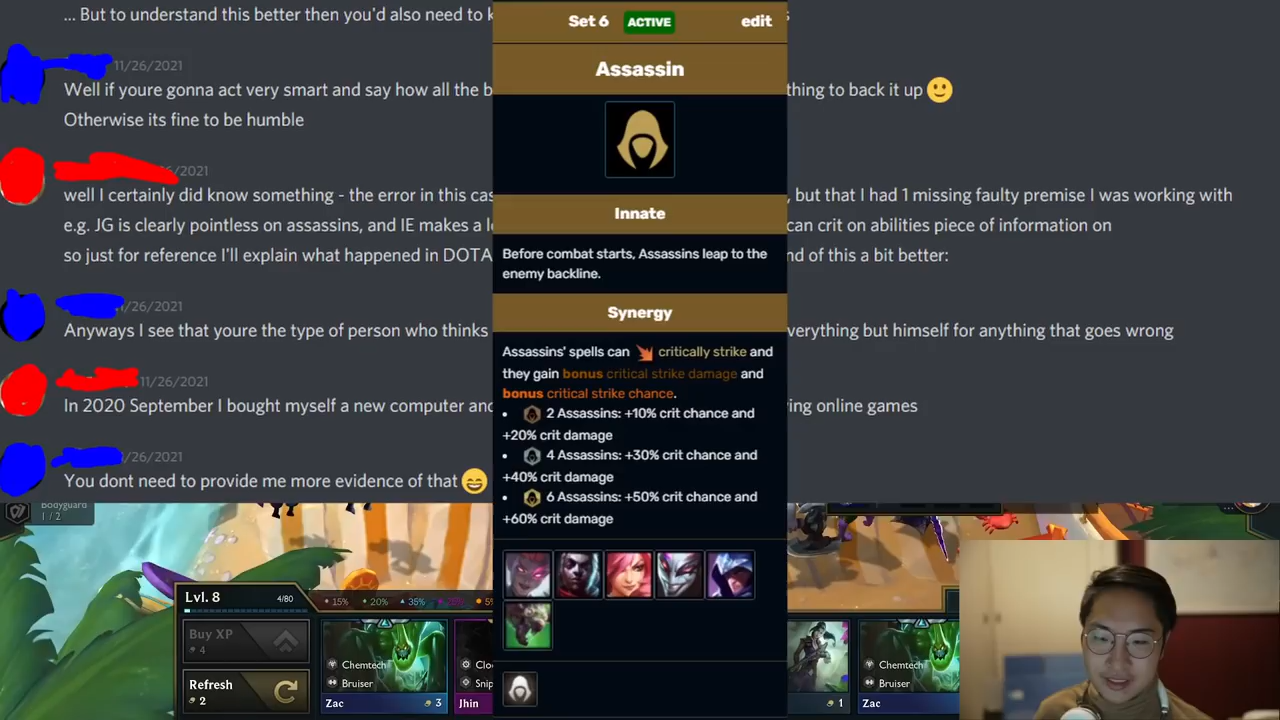 ... But to understand this better then you'd also need to k
11/26/2021
Well if youre gonna act very smart and say how all the b
thing to back it up
Otherwise its fine to be humble
6/2021
well I certainly did know something - the error in this cas
, but that I had 1 missing faulty premise I was working with
e.g. JG is clearly pointless on assassins, and IE makes a l
can crit on abilities piece of information on
so just for reference I'll explain what happened in DOTA
nd of this a bit better:
/26/2021
Anyways I see that youre the type of person who thinks
verything but himself for anything that goes wrong
11/26/2021
In 2020 September I bought myself a new computer and
ing online games
/26/2021
You dont need to provide me more evidence of that
Set 6 ACTIVE edit
Assassin
Innate
Before combat starts, Assassins leap to the
enemy backline.
Synergy
Assassins' spells can critically strike and
they gain bonus critical strike damage and
bonus critical strike chance.
• 2 Assassins: +10% crit chance and
+20% crit damage
• 4 Assassins: +30% crit chance and
+40% crit damage
• 6 Assassins: +50% crit chance and
+60% crit damage
Bodyguard
1 / 2
Lvl. 8 4/80
15% 20% 35%
Buy XP
4
Refresh
2
Chemtech
Bruiser
Zac 3
Clo
Snip
Jhin
1
Chemtech
Bruiser
Zac